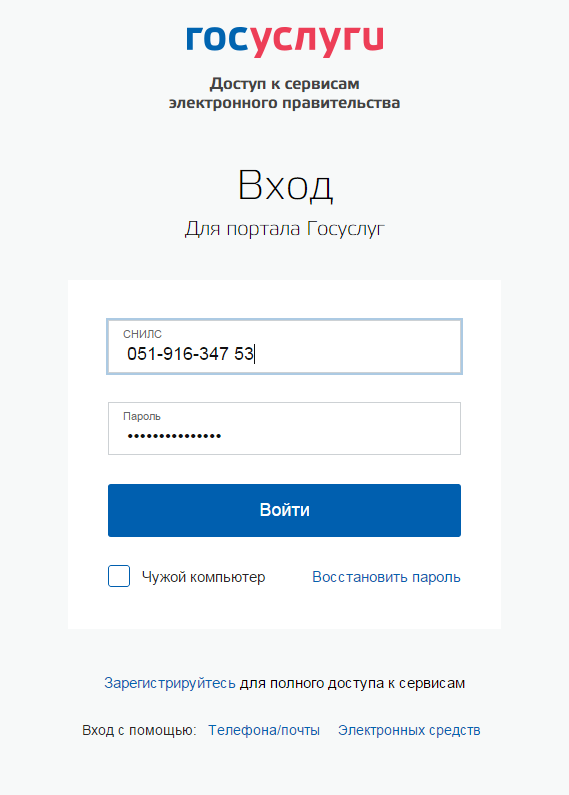 госуслуги
Доступ к сервисам
электронного правительства
Вход
Для портала Госуслуг
СНИЛС
051-916-347 53
Пароль
•••••••••••••••
Войти
Чужой компьютер Восстановить пароль
Зарегистрируйтесь для полного доступа к сервисам
Вход с помощью: Телефона/почты Электронных средств